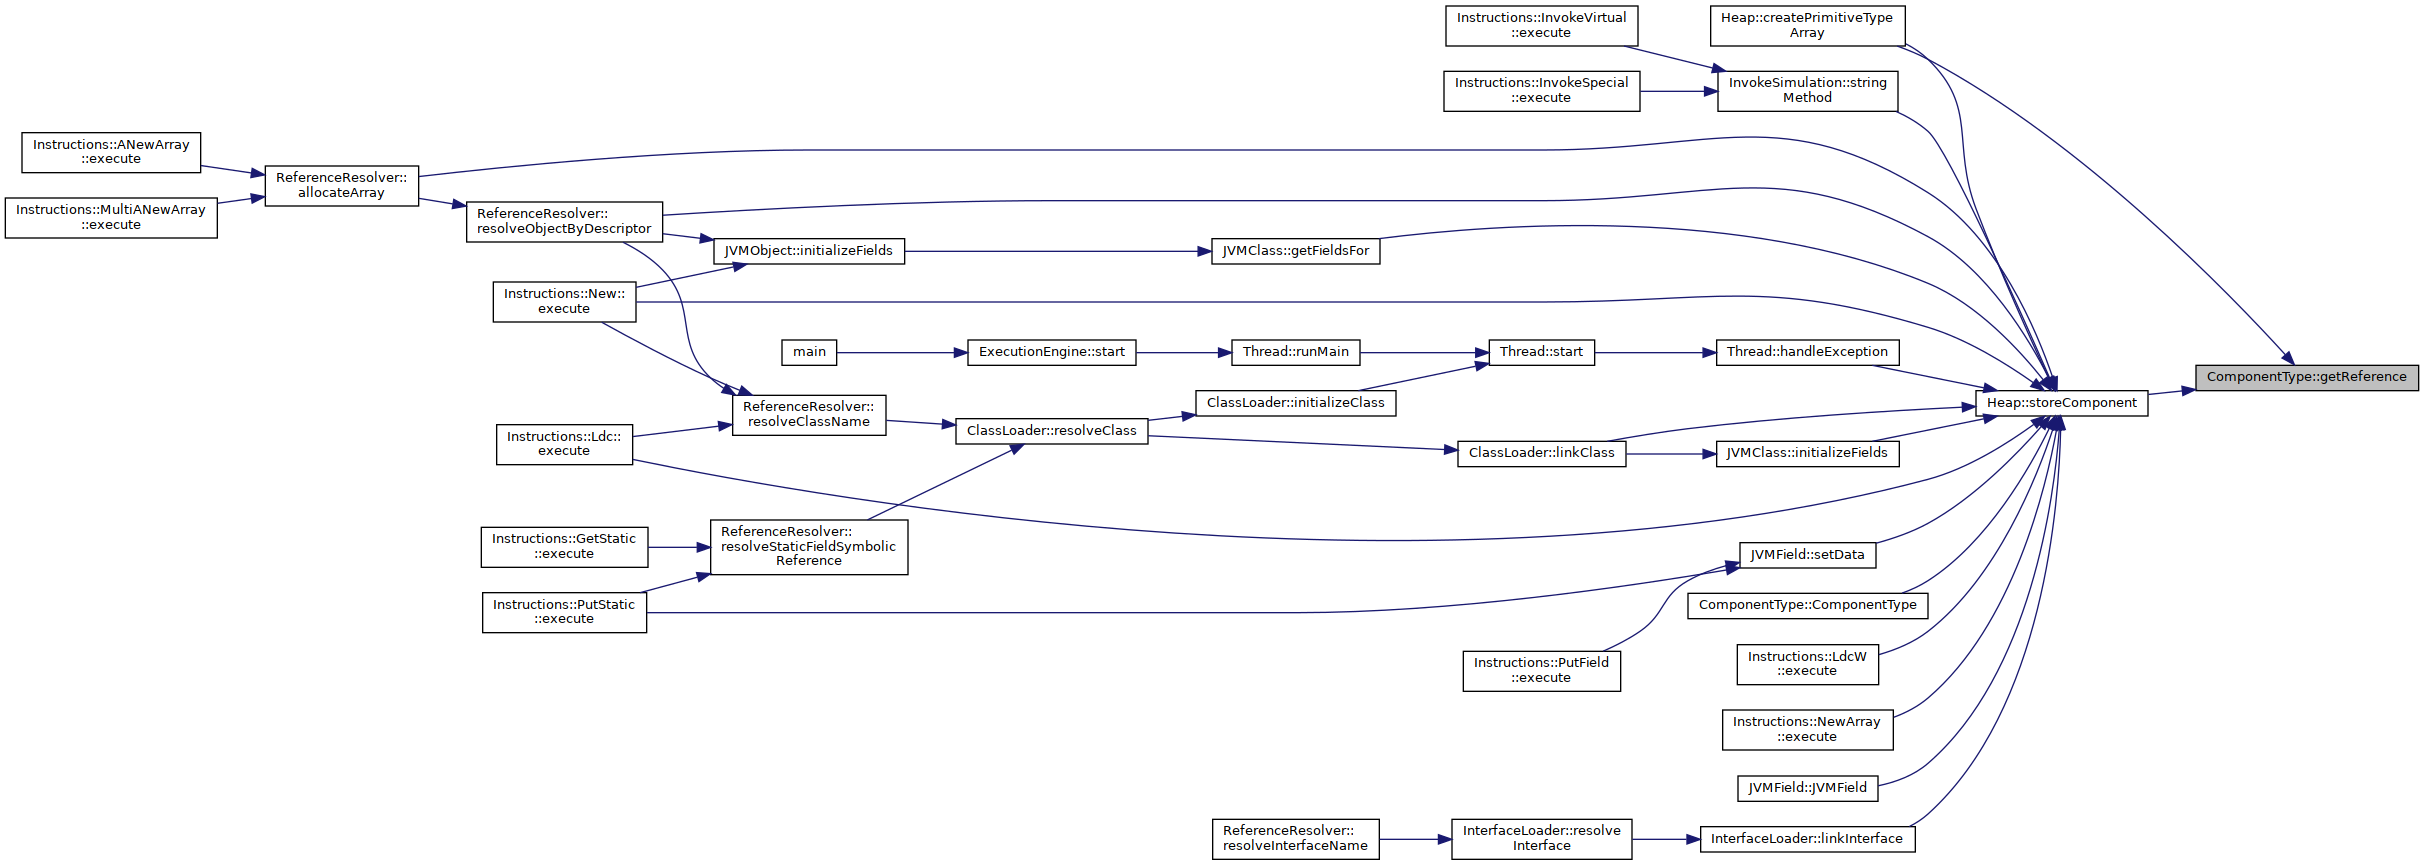 Instructions::InvokeVirtual
::execute
Heap::createPrimitiveType
Array
Instructions::InvokeSpecial
::execute
InvokeSimulation::string
Method
Instructions::ANewArray
::execute
ReferenceResolver::
allocateArray
Instructions::MultiANewArray
::execute
ReferenceResolver::
resolveObjectByDescriptor
JVMObject::initializeFields
JVMClass::getFieldsFor
Instructions::New::
execute
main
ExecutionEngine::start
Thread::runMain
Thread::start
Thread::handleException
ComponentType::getReference
ClassLoader::initializeClass
Heap::storeComponent
ReferenceResolver::
resolveClassName
ClassLoader::resolveClass
Instructions::Ldc::
execute
ClassLoader::linkClass
JVMClass::initializeFields
Instructions::GetStatic
::execute
ReferenceResolver::
resolveStaticFieldSymbolic
Reference
JVMField::setData
Instructions::PutStatic
::execute
ComponentType::ComponentType
Instructions::PutField
::execute
Instructions::LdcW
::execute
Instructions::NewArray
::execute
JVMField::JVMField
ReferenceResolver::
resolveInterfaceName
InterfaceLoader::resolve
Interface
InterfaceLoader::linkInterface